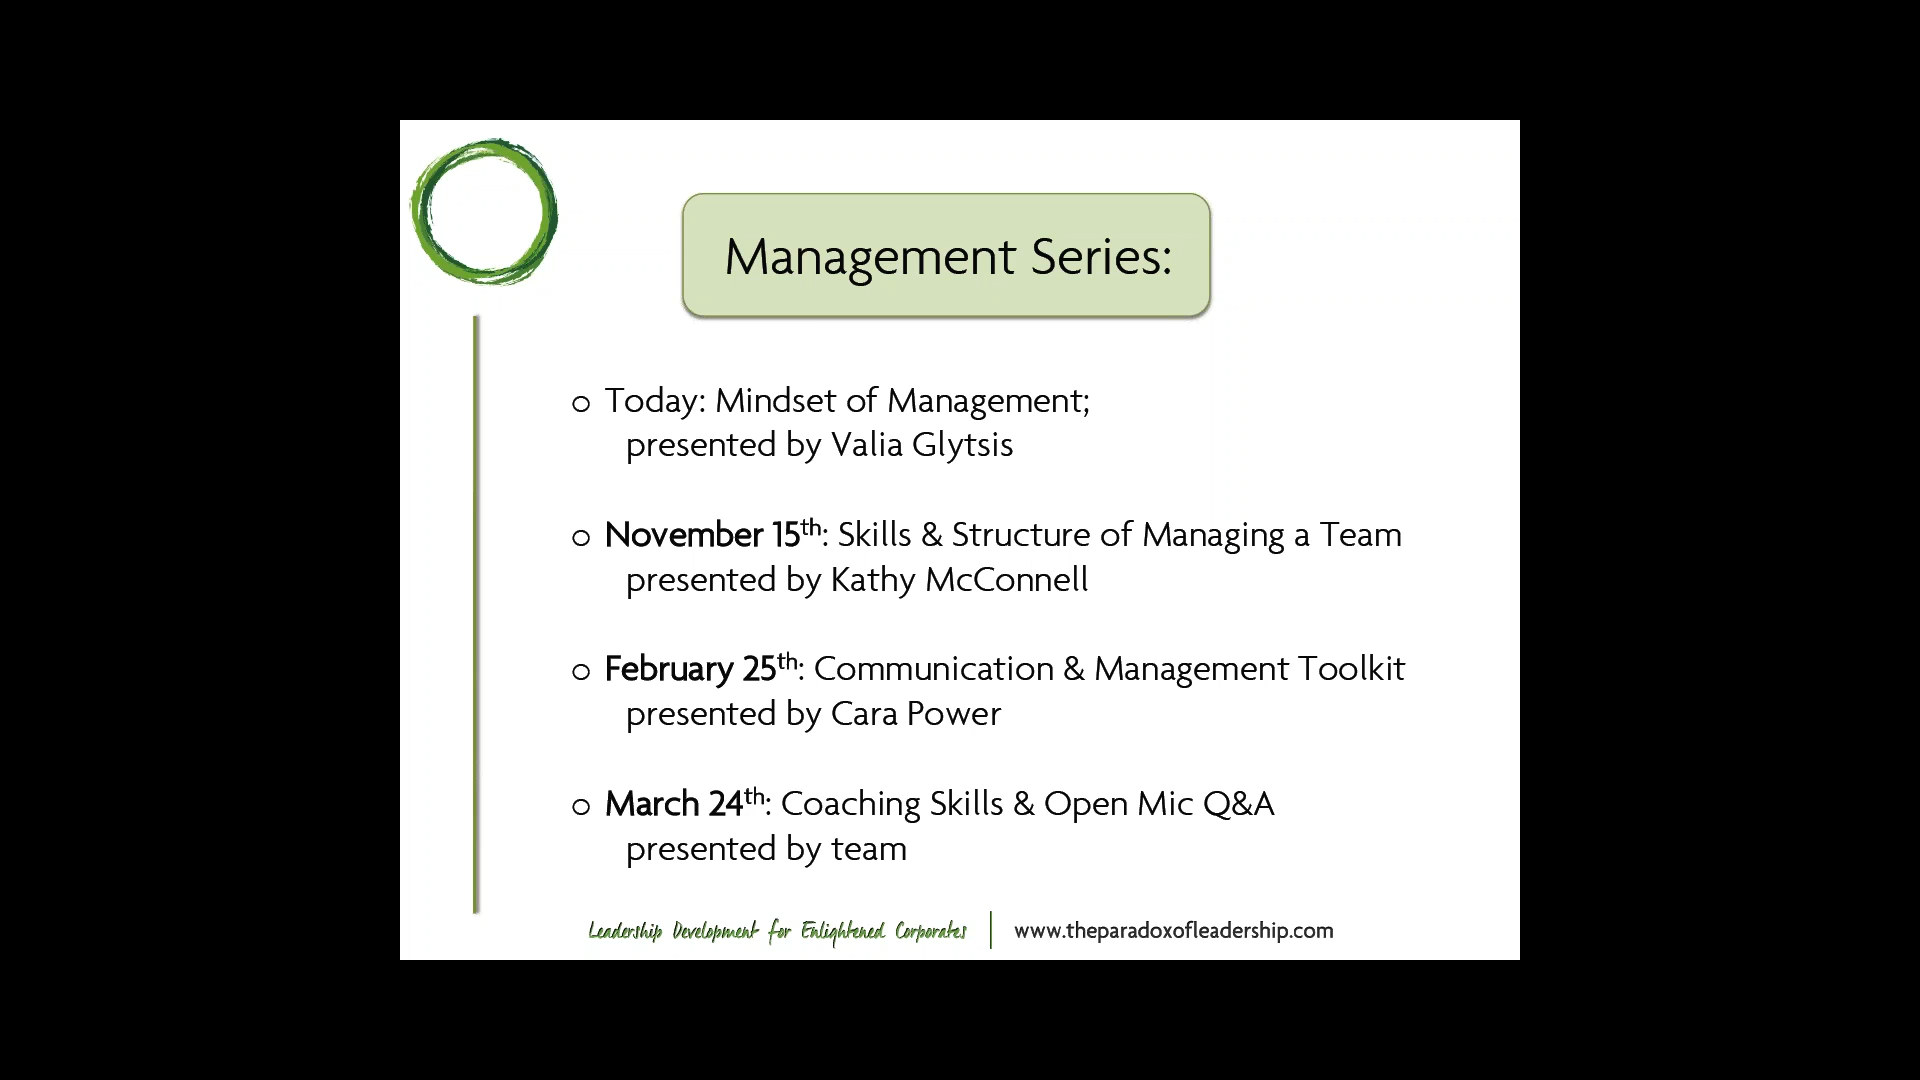 Management Series:
o Today: Mindset of Management;
presented by Valia Glytsis
o November 15th: Skills & Structure of Managing a Team
presented by Kathy McConnell
o February 25th: Communication & Management Toolkit
presented by Cara Power
o March 24th: Coaching Skills & Open Mic Q&A
presented by team
Leadership Development for Enlightened Corporates | www.theparadoxofleadership.com